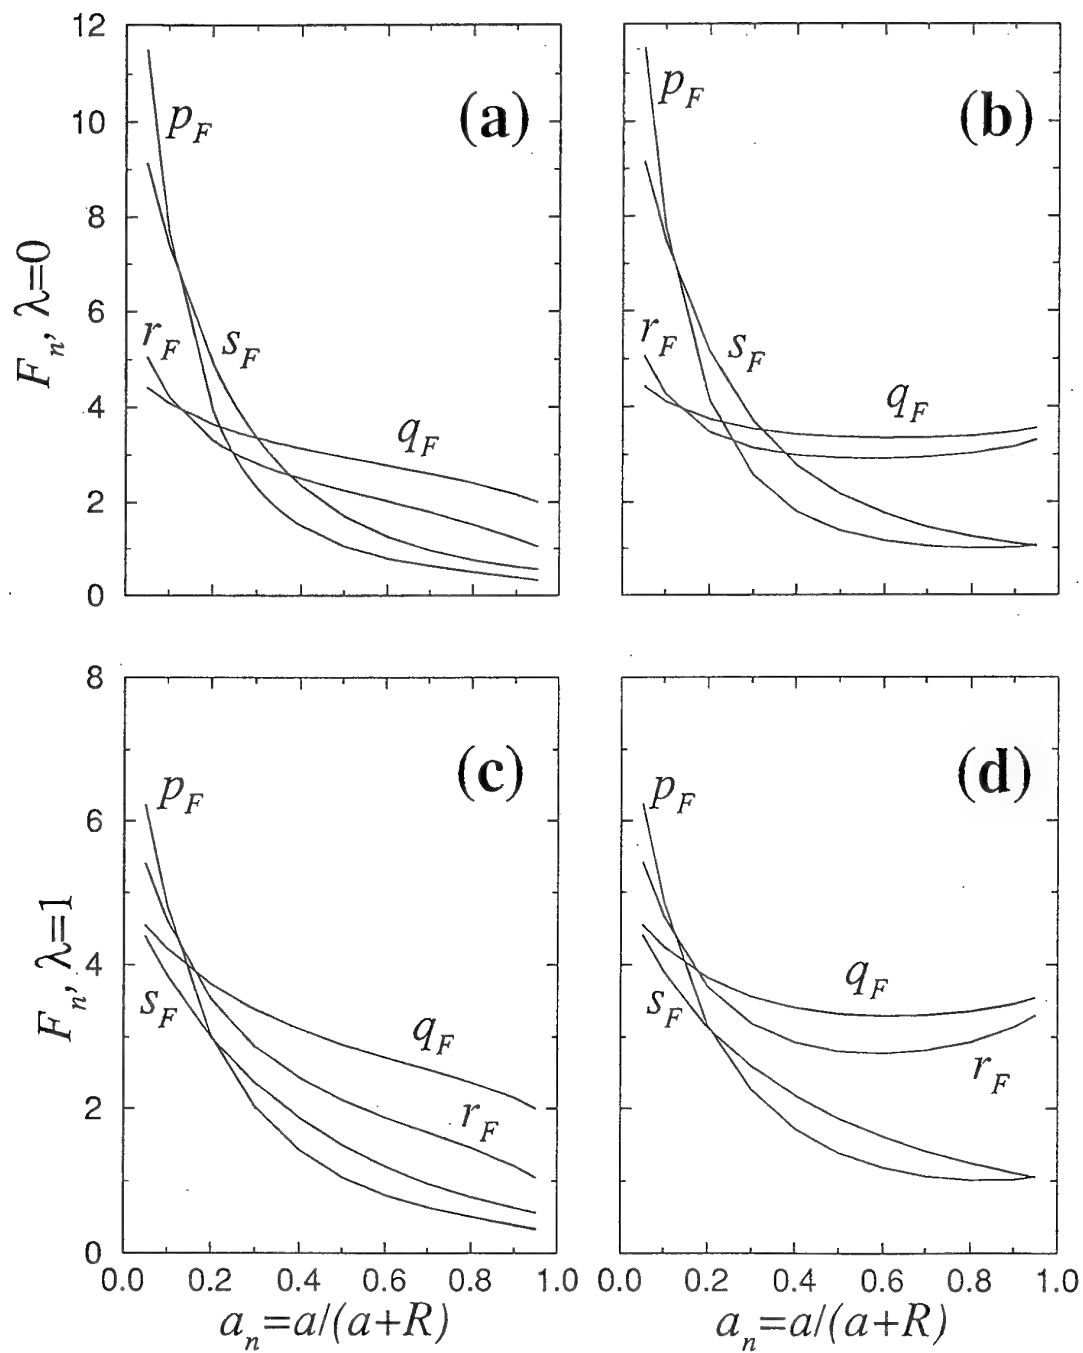 12
10
8
6
4
2
0
F_n, λ=0
p_F
r_F
s_F
q_F
(a)
p_F
r_F
s_F
q_F
(b)
8
6
4
2
0
F_n, λ=1
p_F
s_F
q_F
r_F
(c)
p_F
s_F
q_F
r_F
(d)
0.0 0.2 0.4 0.6 0.8 1.0
0.0 0.2 0.4 0.6 0.8 1.0
a_n=a/(a+R)
a_n=a/(a+R)